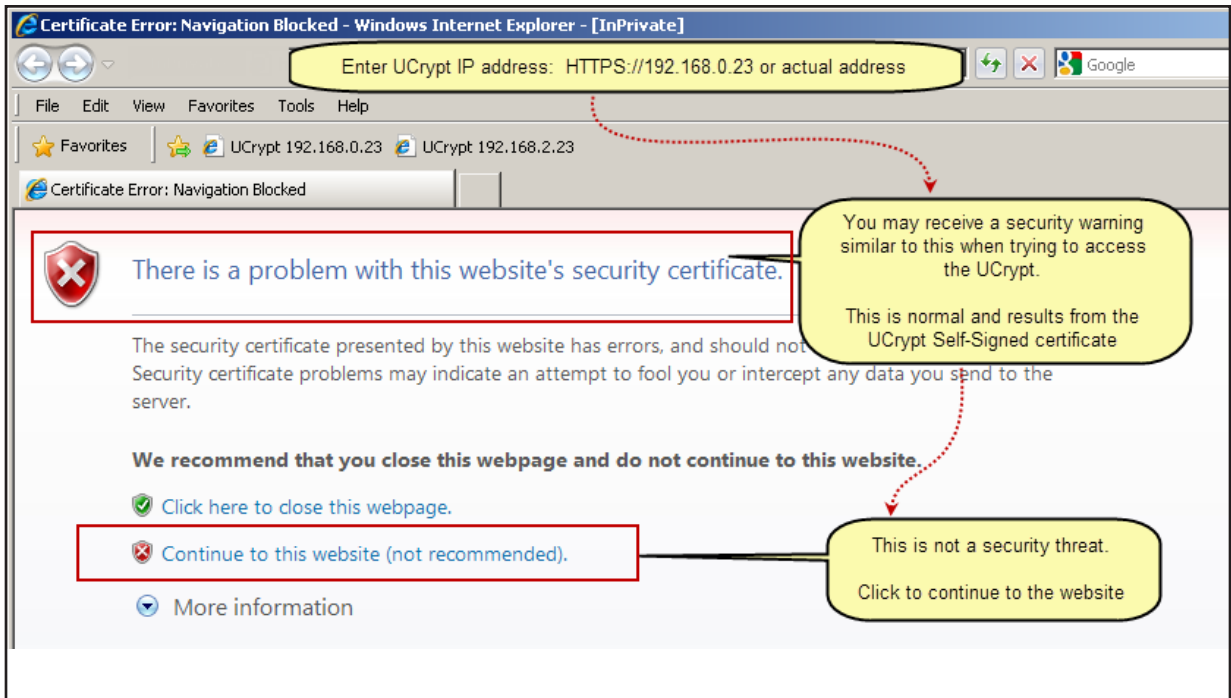 Certificate Error: Navigation Blocked - Windows Internet Explorer - [InPrivate]
Enter UCrypt IP address: HTTPS://192.168.0.23 or actual address
Google
File Edit View Favorites Tools Help
Favorites UCrypt 192.168.0.23 UCrypt 192.168.2.23
Certificate Error: Navigation Blocked
You may receive a security warning
similar to this when trying to access
the UCrypt.
This is normal and results from the
UCrypt Self-Signed certificate
There is a problem with this website's security certificate.
The security certificate presented by this website has errors, and should not
Security certificate problems may indicate an attempt to fool you or intercept any data you send to the
server.
We recommend that you close this webpage and do not continue to this website.
Click here to close this webpage.
Continue to this website (not recommended).
This is not a security threat.
Click to continue to the website
More information